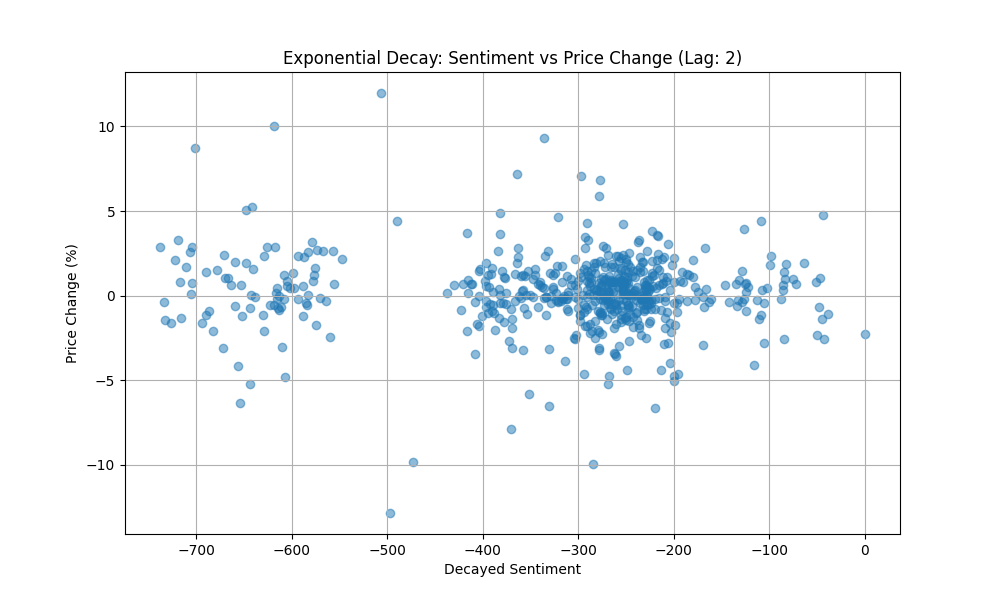 Exponential Decay: Sentiment vs Price Change (Lag: 2)
Price Change (%)
10
5
0
−5
−10
−700 −600 −500 −400 −300 −200 −100 0
Decayed Sentiment